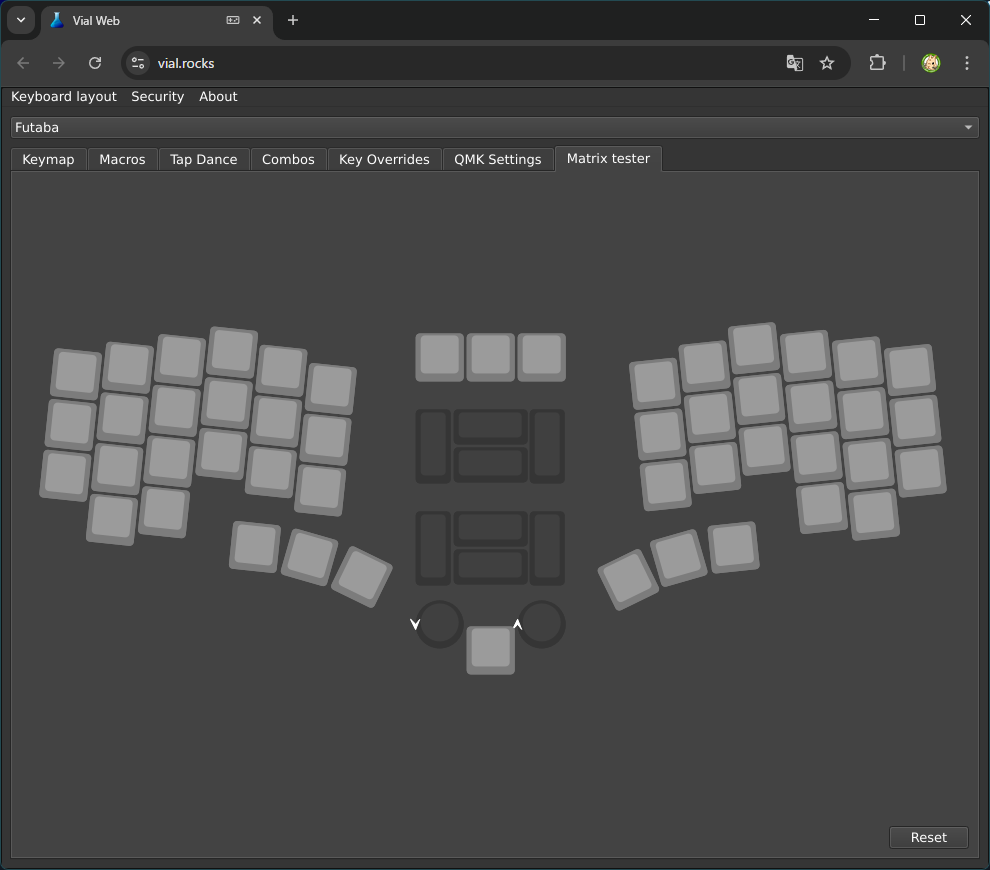 Vial Web
vial.rocks
Keyboard layout Security About
Futaba
Keymap Macros Tap Dance Combos Key Overrides QMK Settings Matrix tester
Reset